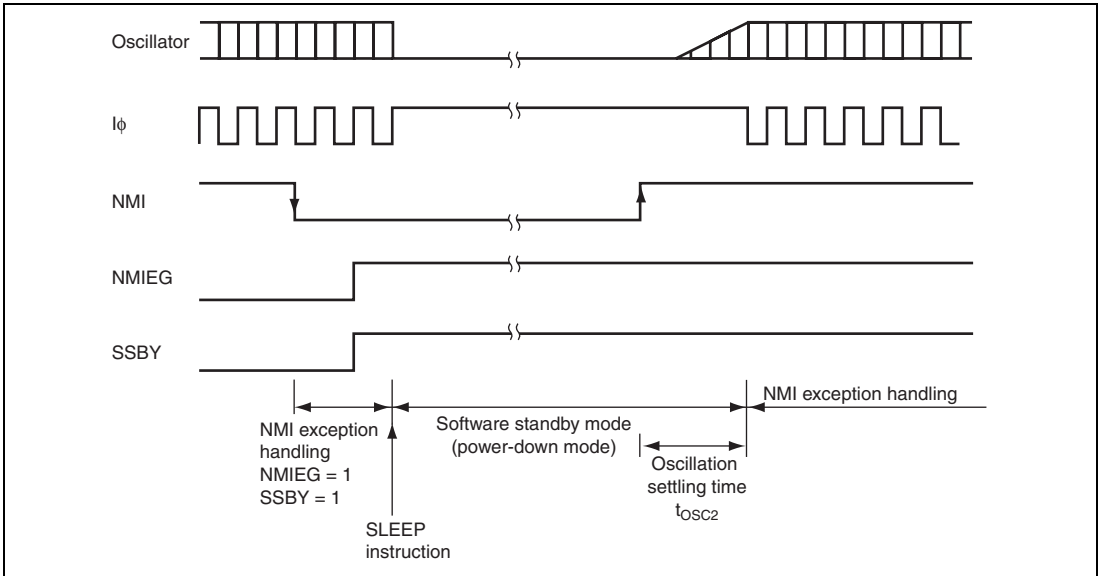 Oscillator
Iφ
NMI
NMIEG
SSBY
NMI exception handling
NMI exception
handling
NMIEG = 1
SSBY = 1
Software standby mode
(power-down mode)
Oscillation
settling time
tOSC2
SLEEP
instruction